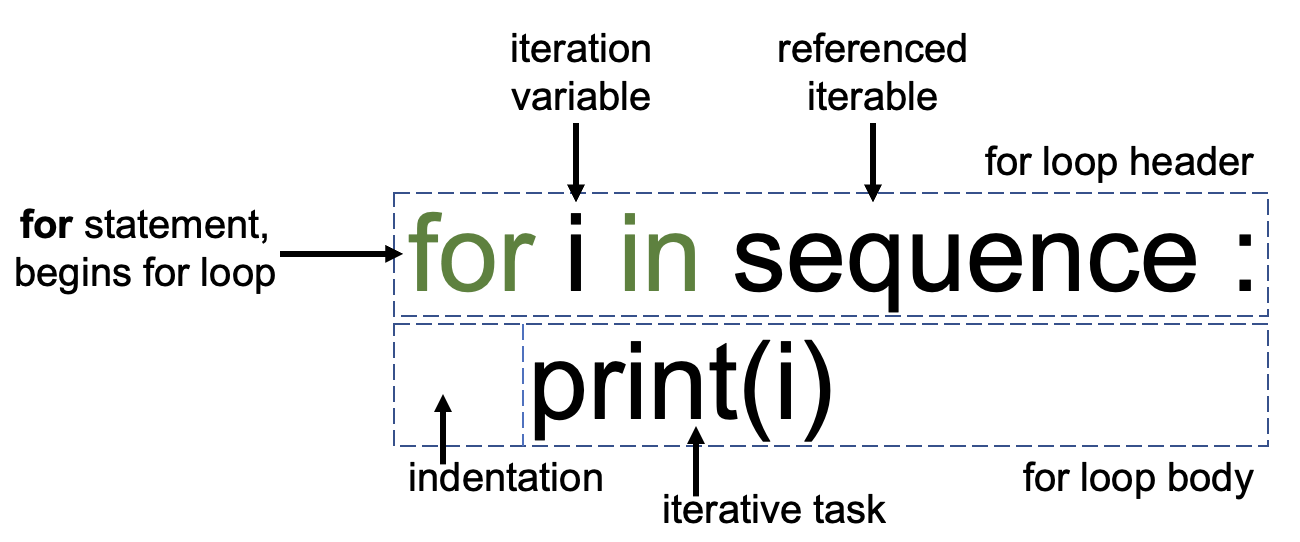 iteration
variable
referenced
iterable
for loop header
for statement,
begins for loop
for i in sequence :
print(i)
indentation
iterative task
for loop body